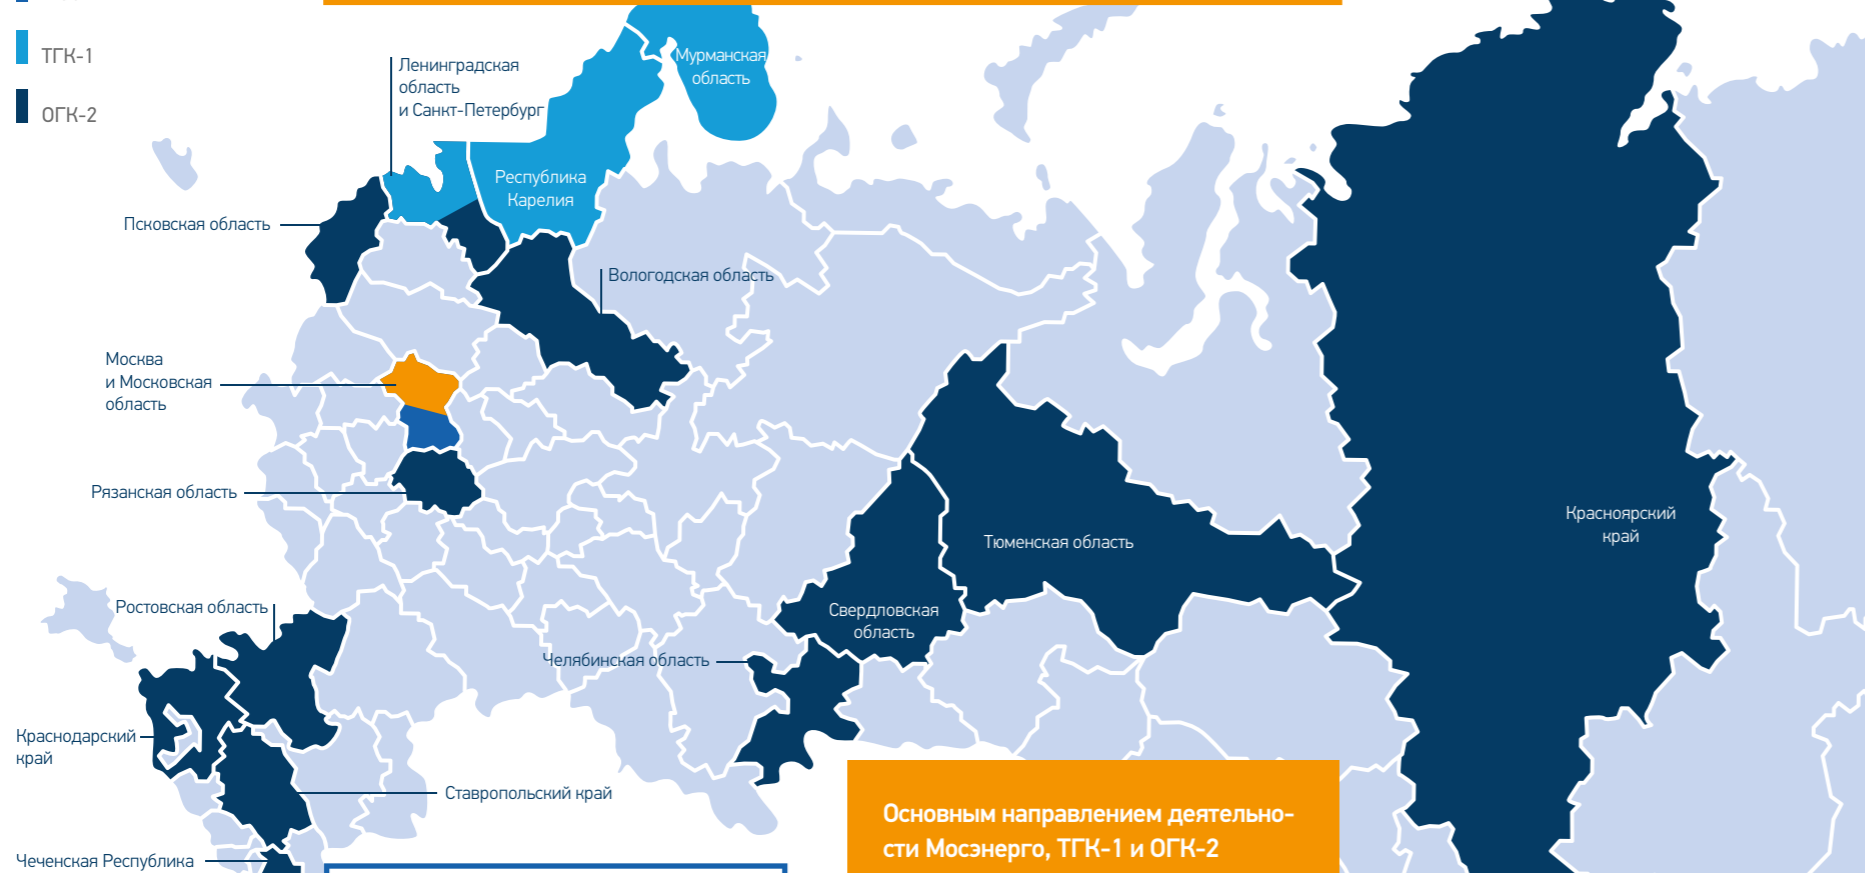 ТГК-1
ОГК-2
Ленинградская
область
и Санкт-Петербург
Мурманская
область
Республика
Карелия
Псковская область
Вологодская область
Москва
и Московская
область
Рязанская область
Красноярский
край
Тюменская область
Ростовская область
Свердловская
область
Челябинская область
Краснодарский
край
Ставропольский край
Основным направлением деятельно-
сти Мосэнерго, ТГК-1 и ОГК-2
Чеченская Республика